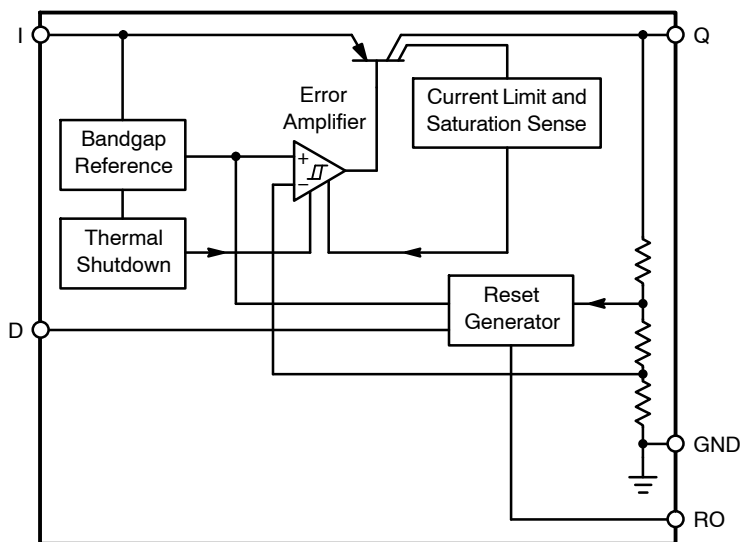 I
Q
Error
Amplifier
Current Limit and
Saturation Sense
Bandgap
Reference
+
−
Thermal
Shutdown
Reset
Generator
D
GND
RO